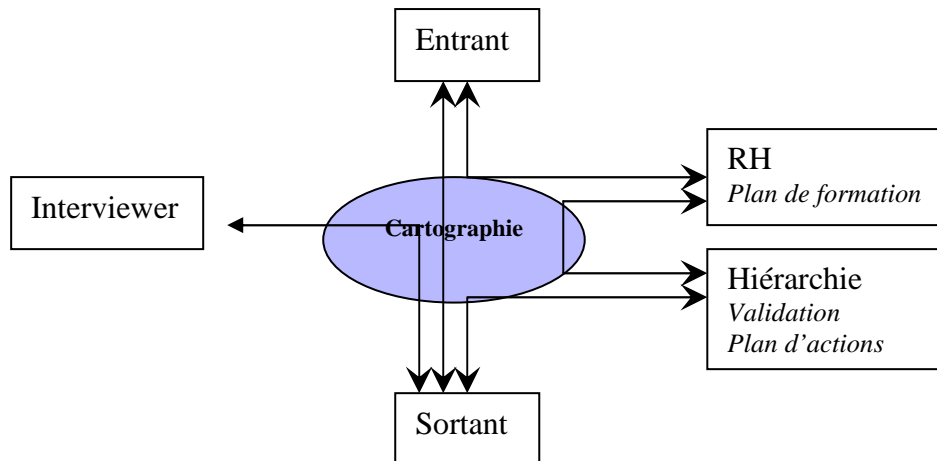 Entrant
RH
Plan de formation
Interviewer
Cartographie
Hiérarchie
Validation
Plan d'actions
Sortant